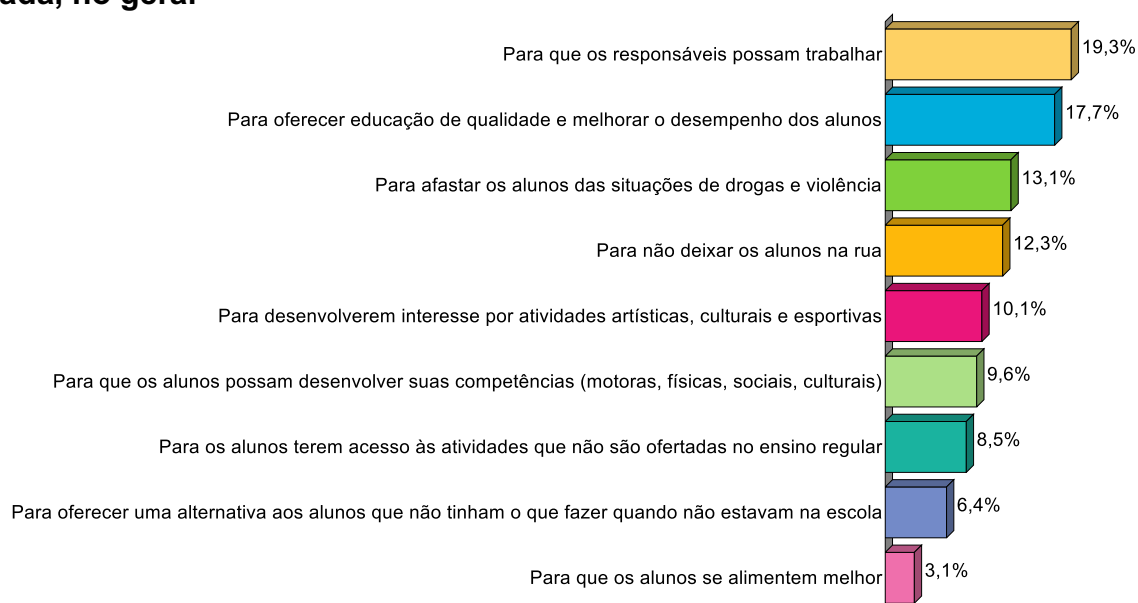 no geral
Para que os responsáveis possam trabalhar 19,3%
Para oferecer educação de qualidade e melhorar o desempenho dos alunos 17,7%
Para afastar os alunos das situações de drogas e violência 13,1%
Para não deixar os alunos na rua 12,3%
Para desenvolverem interesse por atividades artísticas, culturais e esportivas 10,1%
Para que os alunos possam desenvolver suas competências (motoras, físicas, sociais, culturais) 9,6%
Para os alunos terem acesso às atividades que não são ofertadas no ensino regular 8,5%
Para oferecer uma alternativa aos alunos que não tinham o que fazer quando não estavam na escola 6,4%
Para que os alunos se alimentem melhor 3,1%